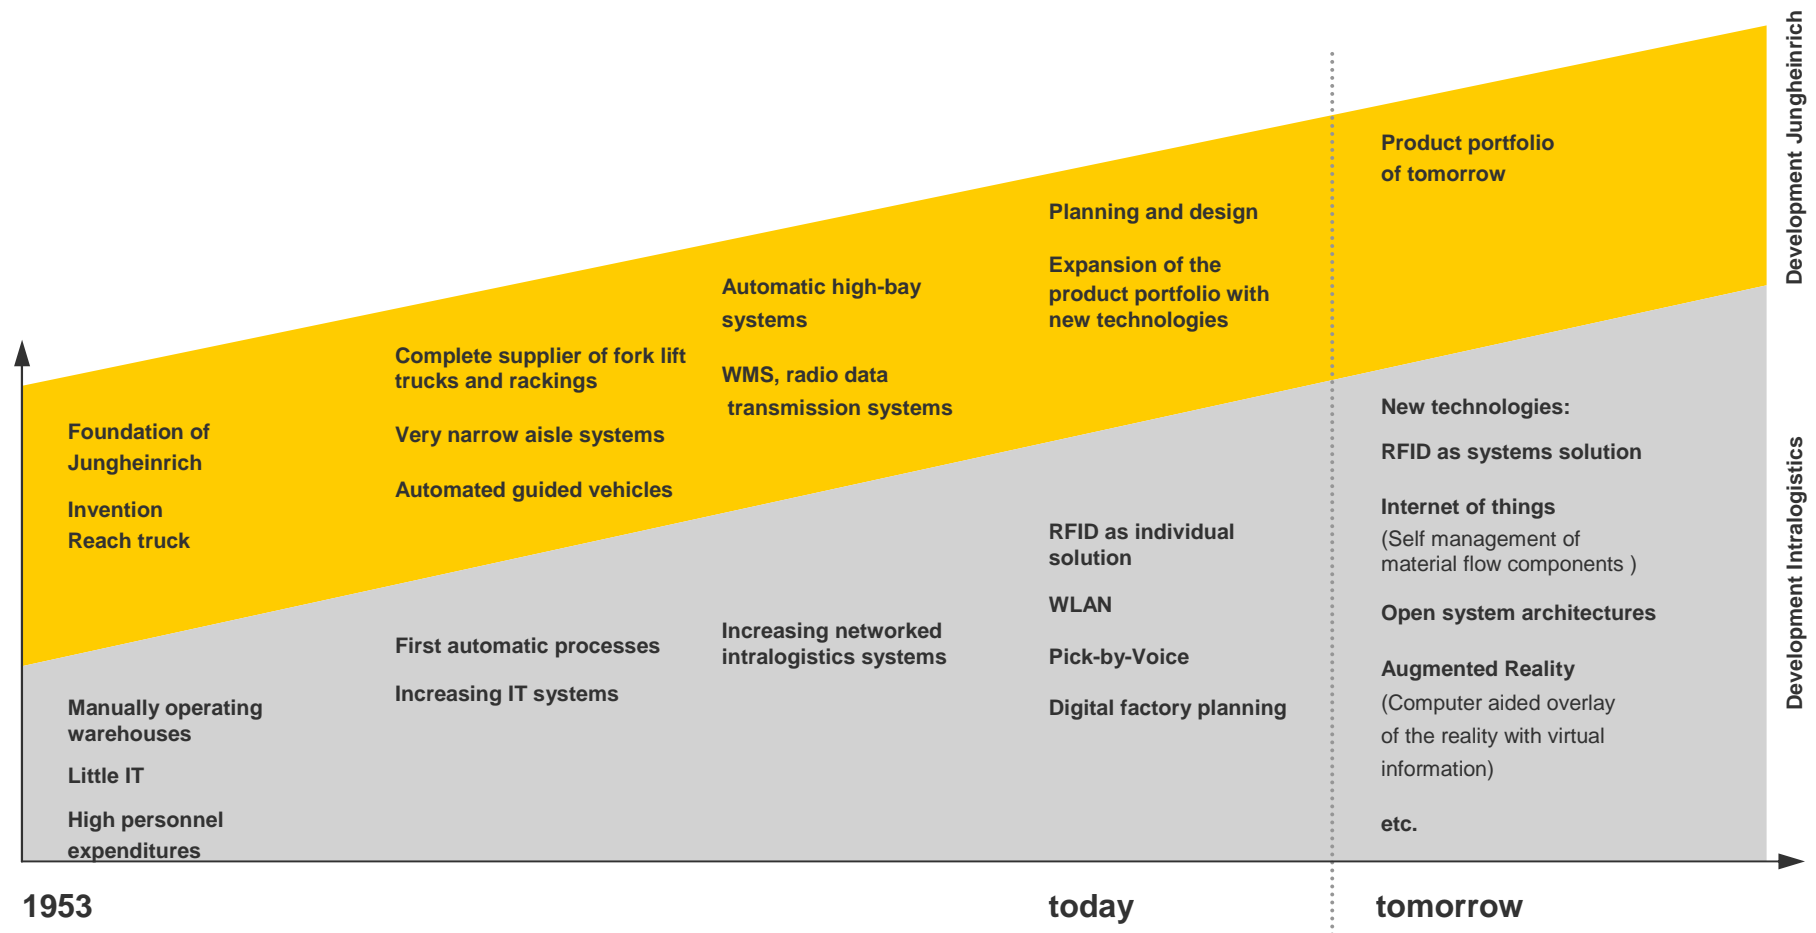 Development Jungheinrich
Product portfolio
of tomorrow
Planning and design
Expansion of the
product portfolio with
new technologies
Automatic high-bay
systems
WMS, radio data
transmission systems
Complete supplier of fork lift
trucks and rackings
Very narrow aisle systems
Automated guided vehicles
Foundation of
Jungheinrich
Invention
Reach truck
Development Intralogistics
Manually operating
warehouses
Little IT
High personnel
expenditures
First automatic processes
Increasing IT systems
Increasing networked
intralogistics systems
RFID as individual
solution
WLAN
Pick-by-Voice
Digital factory planning
New technologies:
RFID as systems solution
Internet of things
(Self management of
material flow components )
Open system architectures
Augmented Reality
(Computer aided overlay
of the reality with virtual
information)
etc.
1953
today
tomorrow